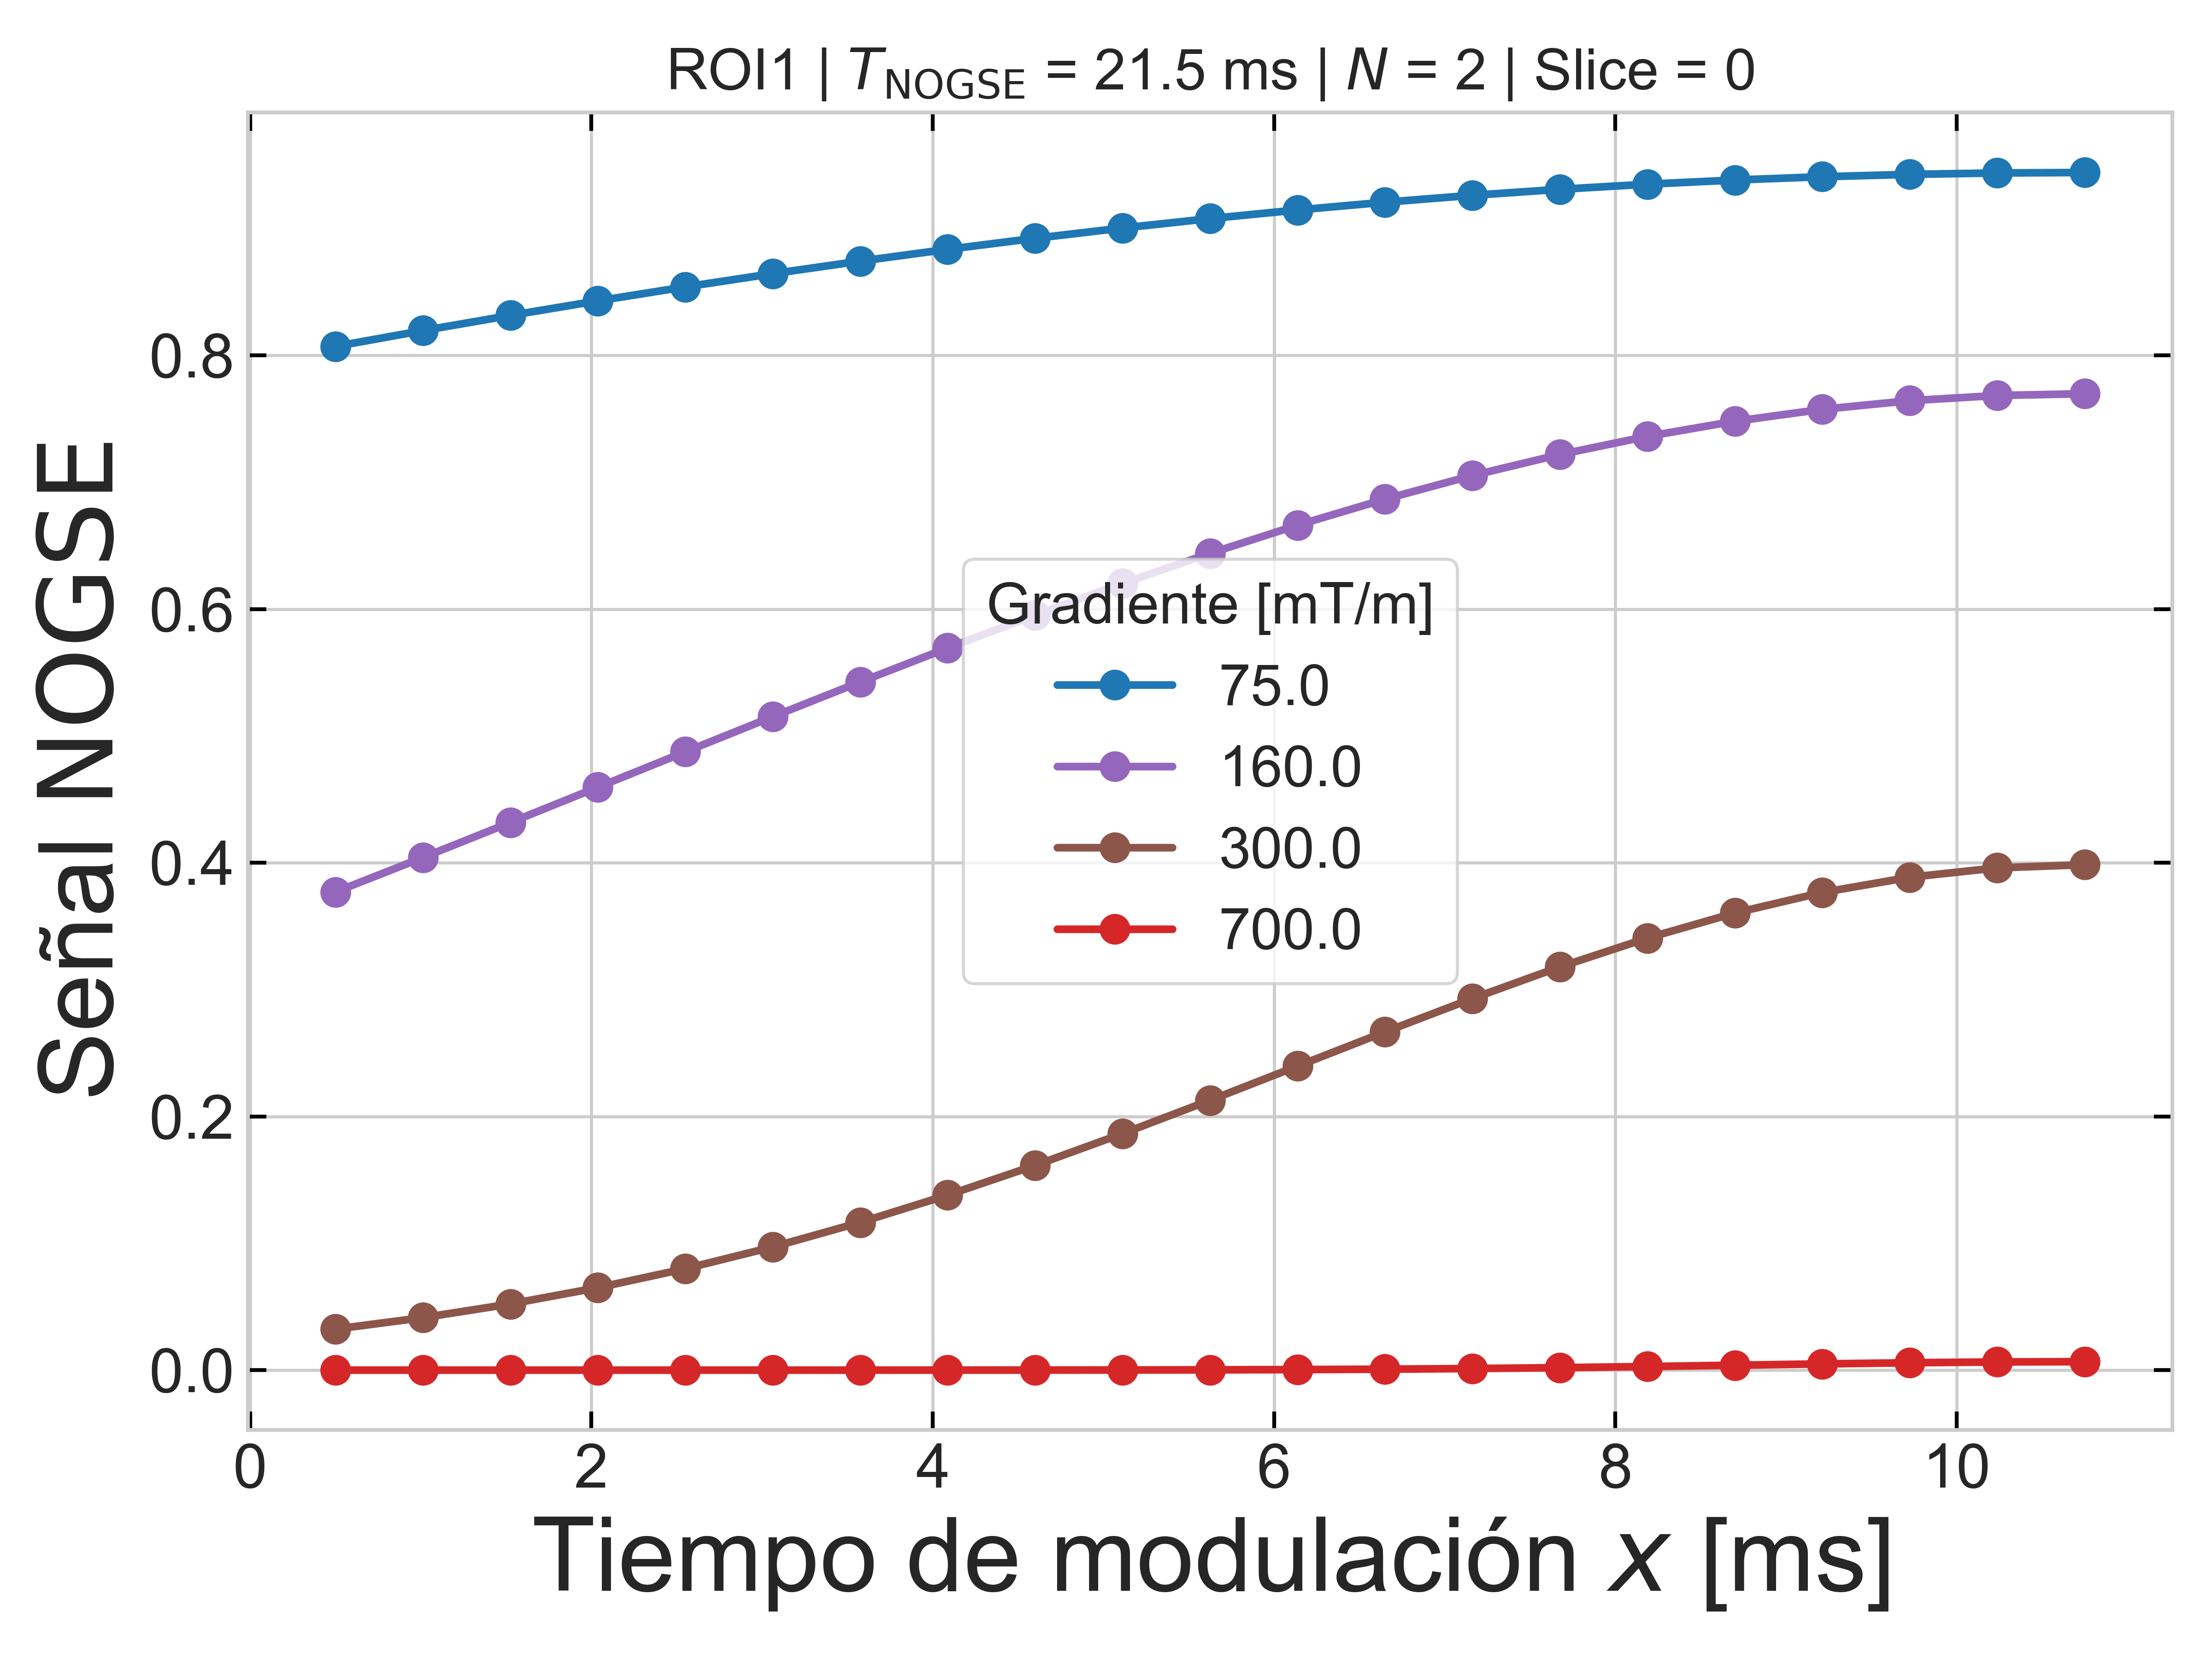 ROI1 | T_NOGSE = 21.5 ms | N = 2 | Slice = 0
Señal NOGSE
0.8
0.6
0.4
0.2
0.0
Gradiente [mT/m]
75.0
160.0
300.0
700.0
0 2 4 6 8 10
Tiempo de modulación x [ms]